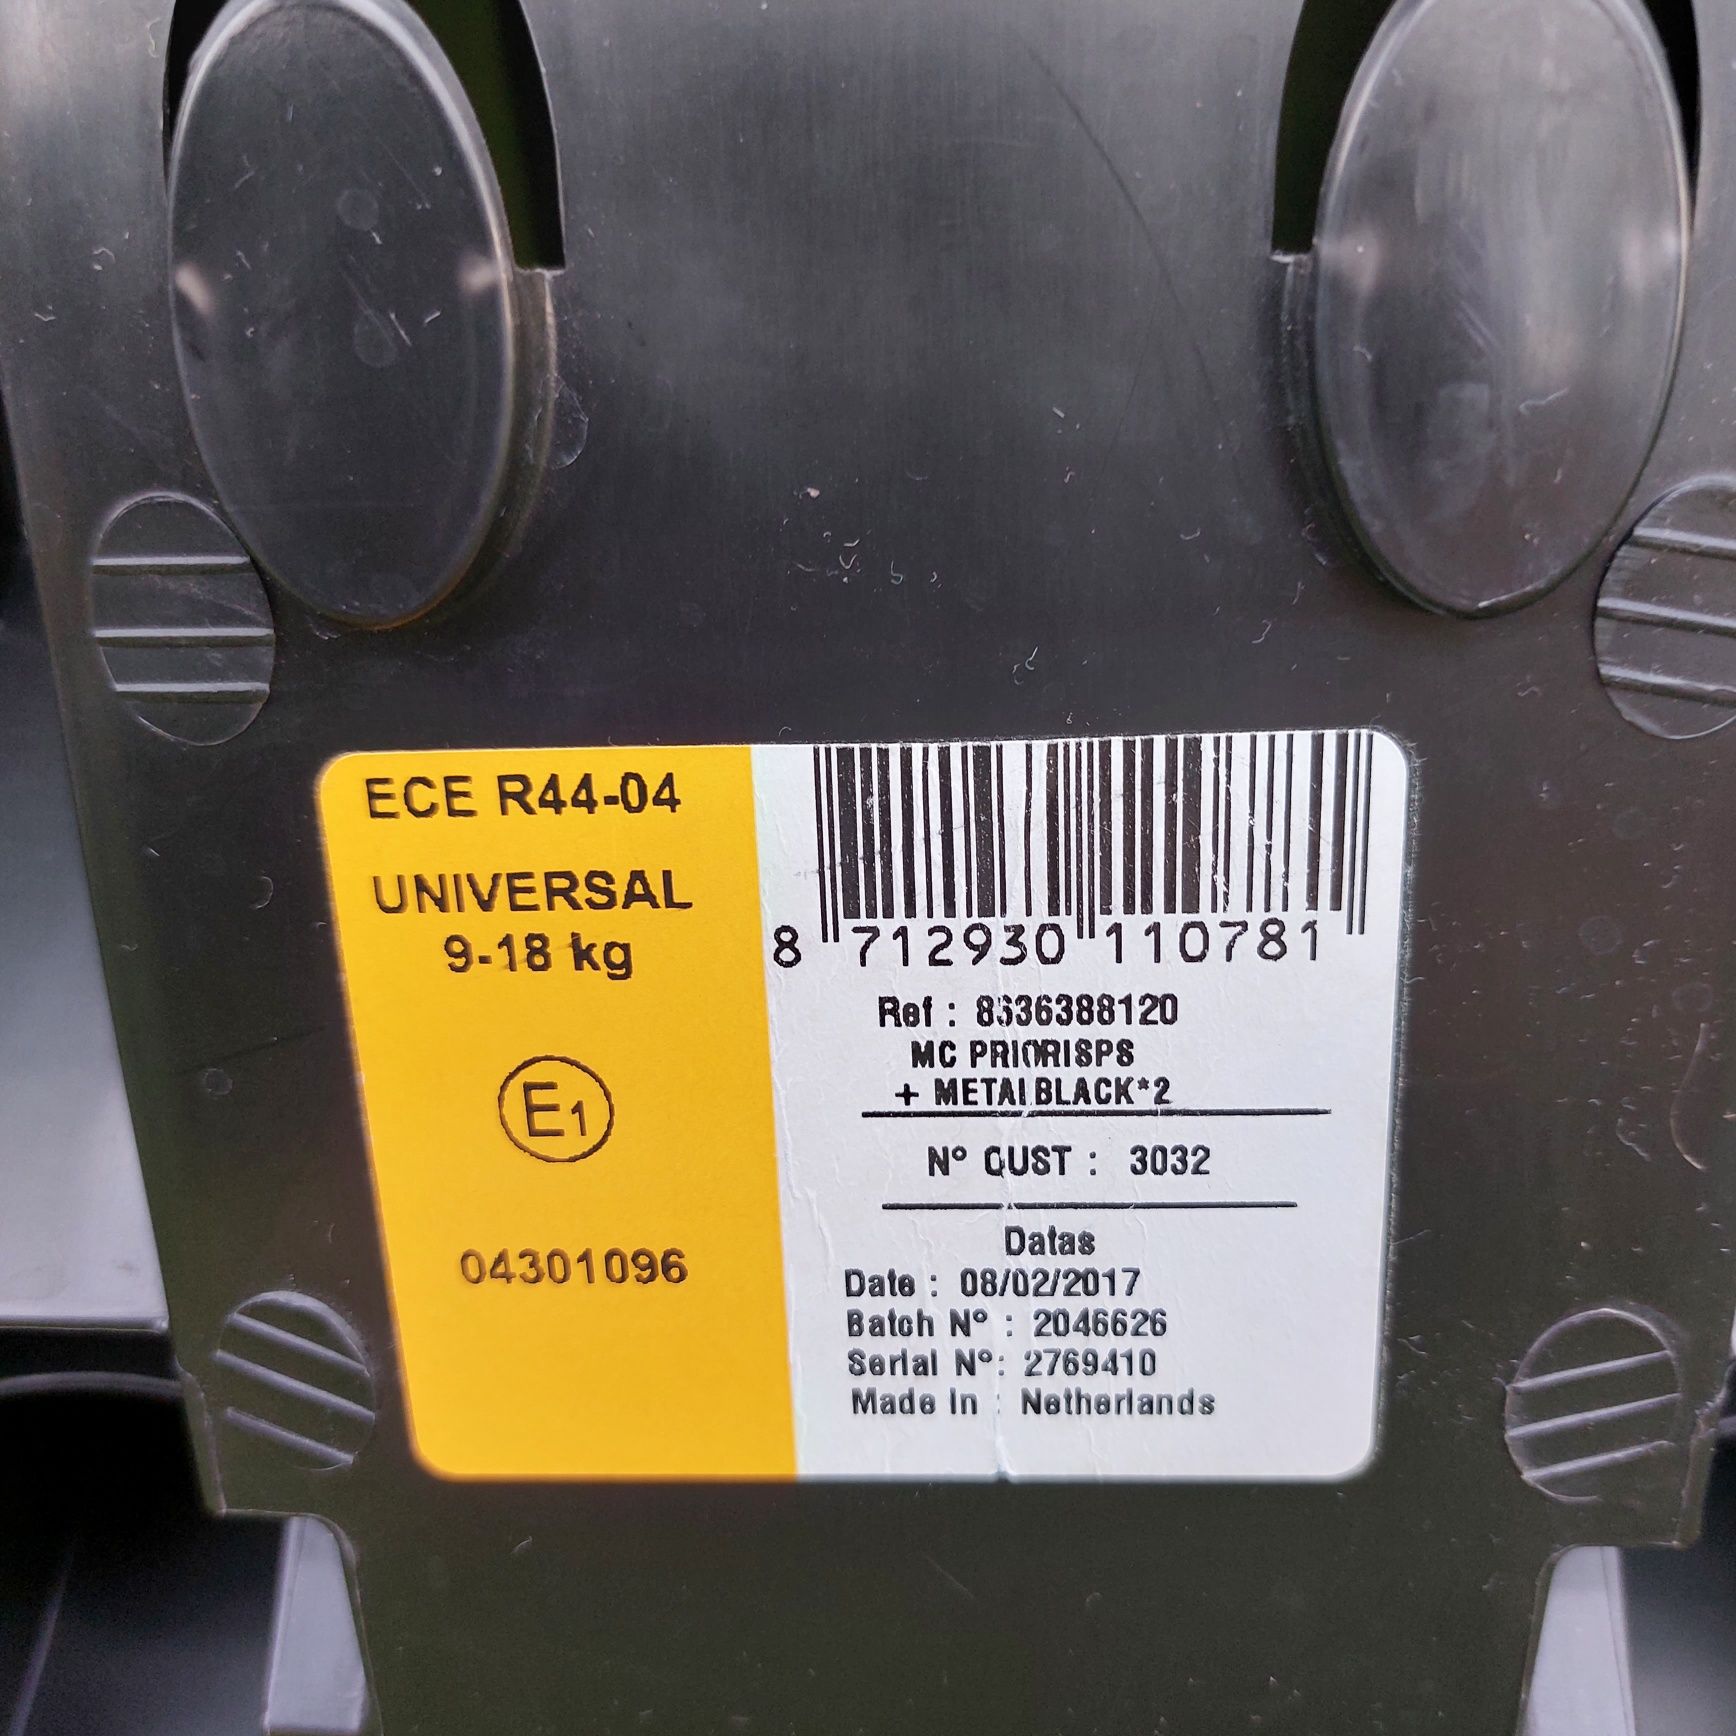 ECE R44-04
UNIVERSAL
9-18 kg
E1
04301096
8 712930 110781
Ref : 8636388120
MC PRIORISPS
+ METALBLACK*2
N° CUST : 3032
Datas
Date : 08/02/2017
Batch N° : 2046626
Serial N°: 2769410
Made In : Netherlands